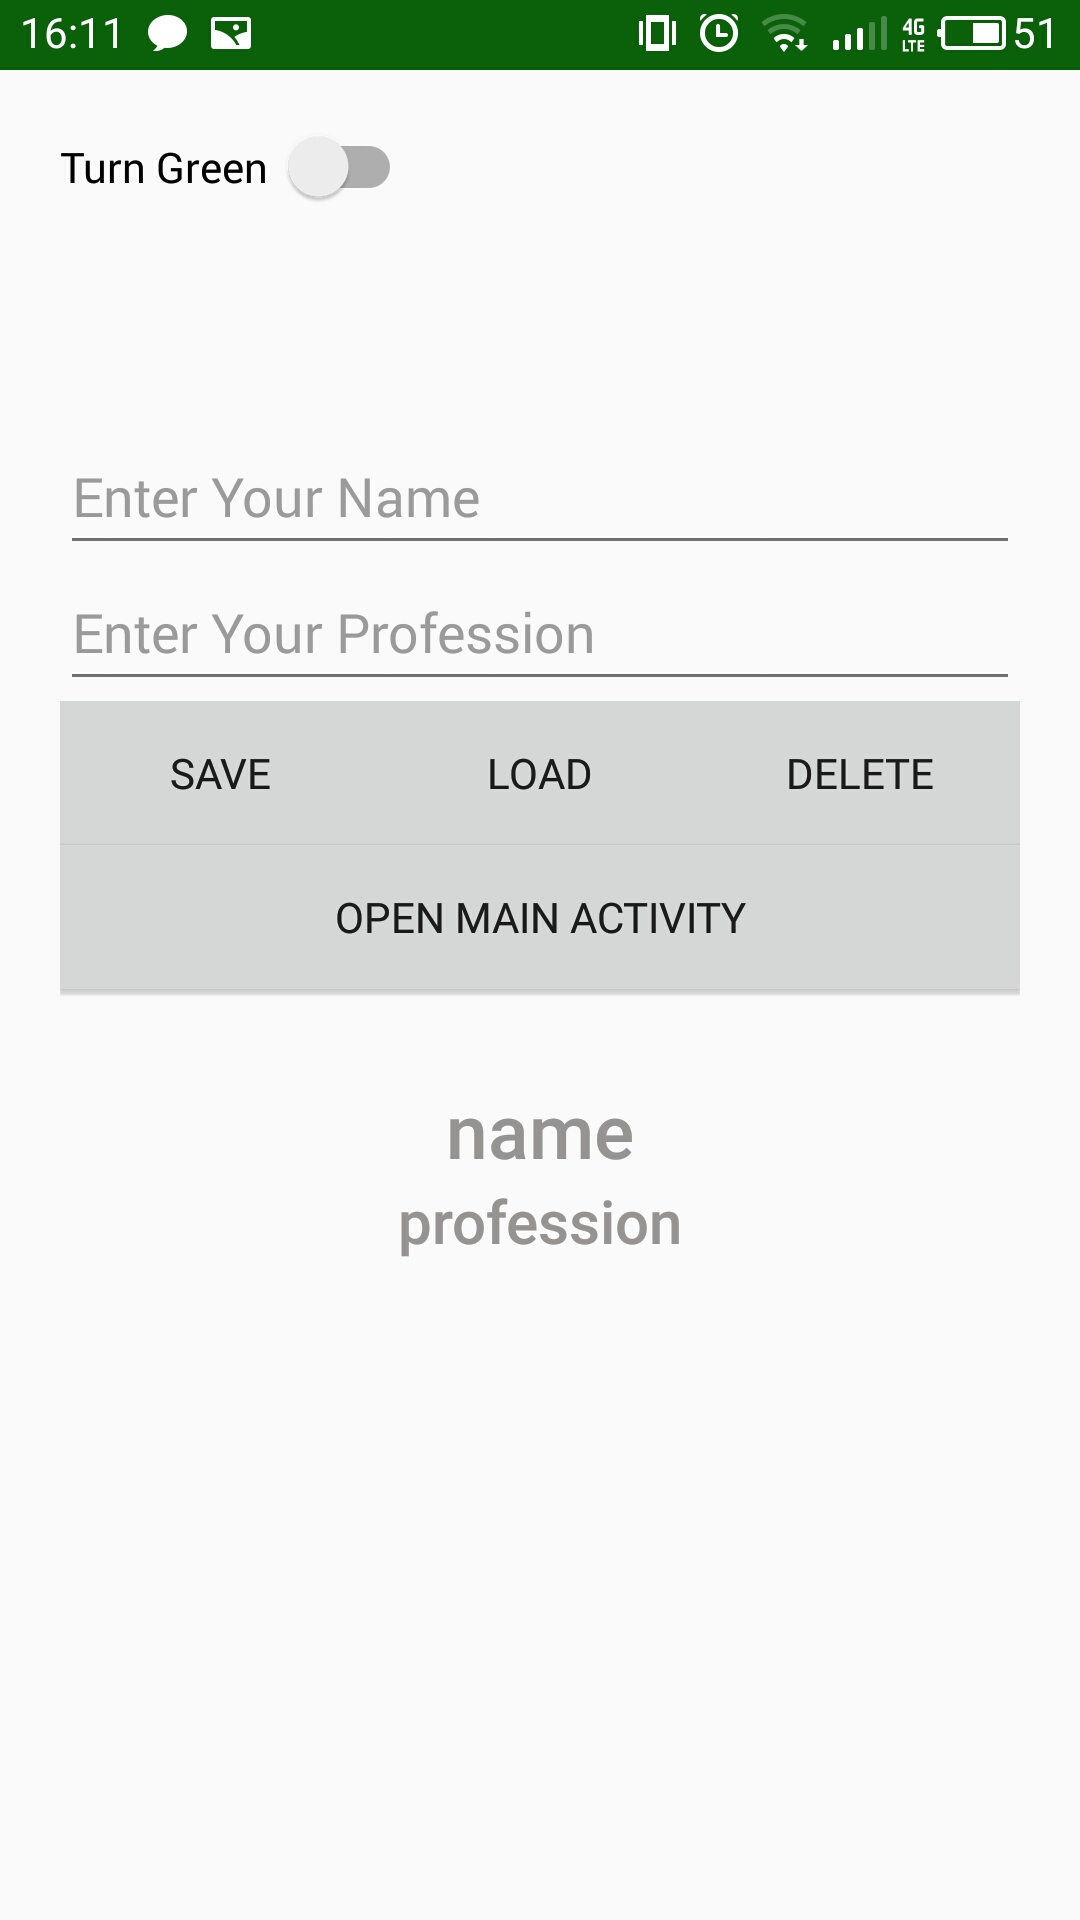 16:11 4G LTE 51
Turn Green
Enter Your Name
Enter Your Profession
SAVE LOAD DELETE
OPEN MAIN ACTIVITY
name
profession